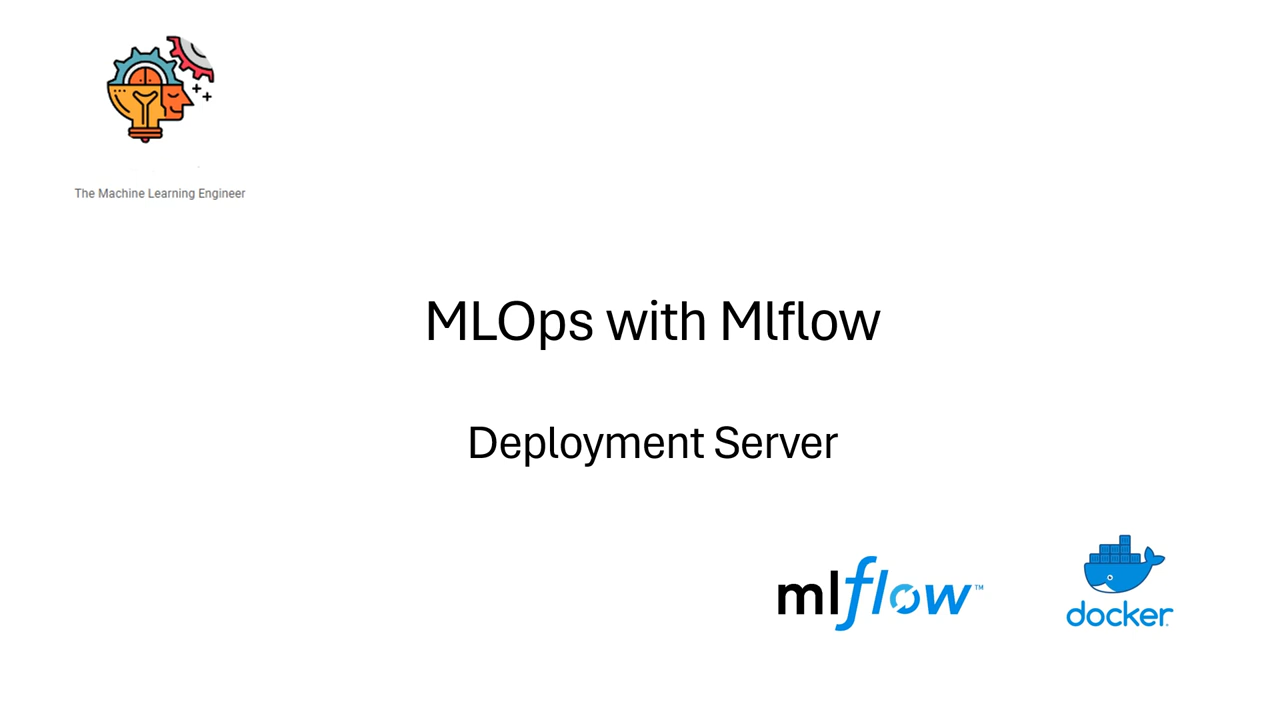 The Machine Learning Engineer
MLOps with Mlflow
Deployment Server
mlflow™
docker